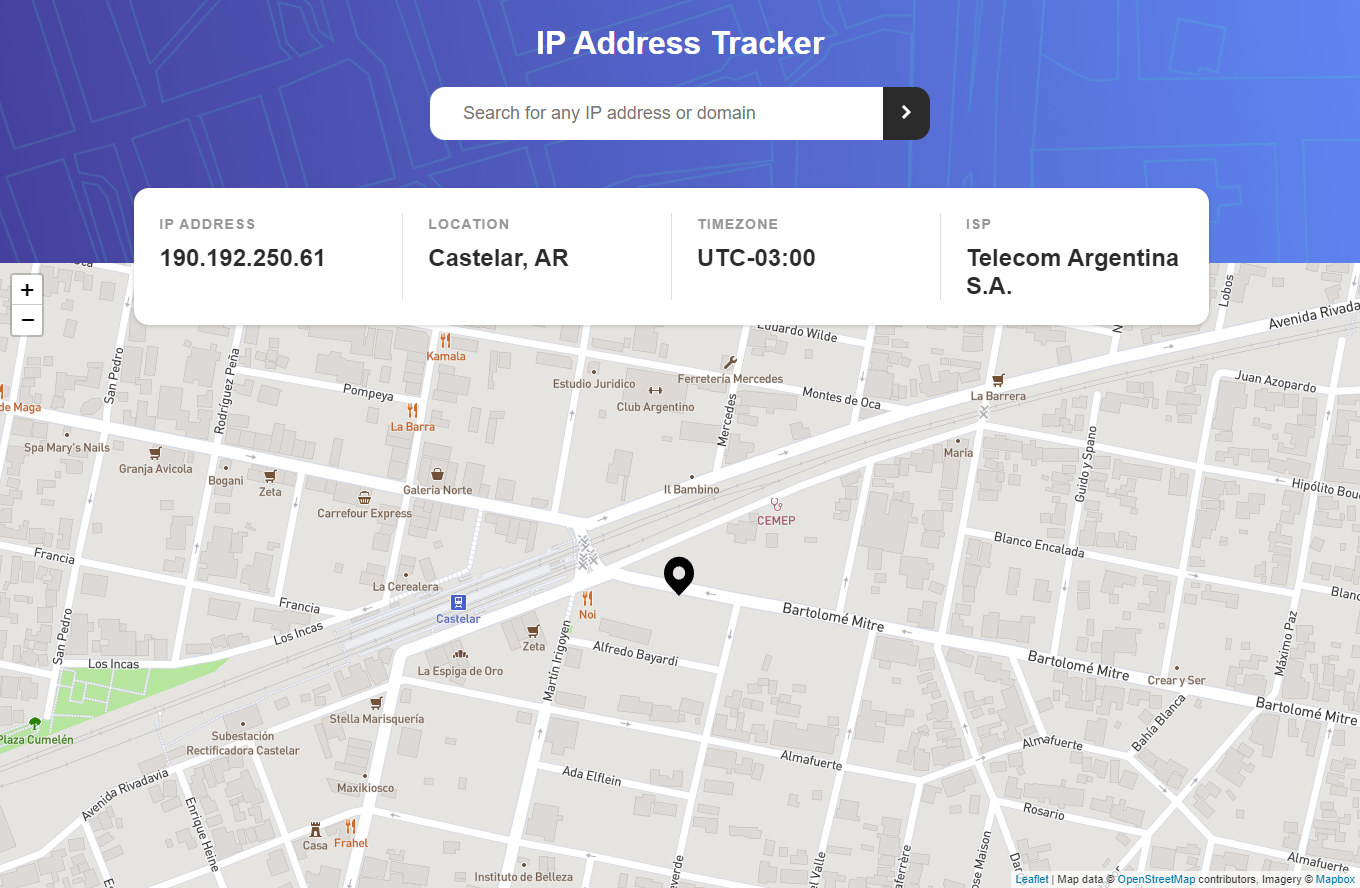 IP Address Tracker
Search for any IP address or domain
IP ADDRESS
190.192.250.61
LOCATION
Castelar, AR
TIMEZONE
UTC-03:00
ISP
Telecom Argentina
S.A.
+
−
Lobos
Avenida Rivada
Eduardo Wilde
Kamala
San Pedro
Rodríguez Peña
Estudio Juridico
Ferretería Mercedes
Juan Azopardo
Pompeya
La Barrera
Montes de Oca
de Maga
Club Argentino
La Barra
Mercedes
Spa Mary's Nails
Granja Avicola
Maria
Guido y Spano
Bogani
Zeta
Galeria Norte
Il Bambino
Hipólito Bouc
Carrefour Express
CEMEP
Francia
Blanco Encalada
La Cerealera
Blanc
Francia
Castelar
Noi
Bartolomé Mitre
San Pedro
Los Incas
Zeta
Alfredo Bayardi
Máximo Paz
Los Incas
La Espiga de Oro
Martín Irigoyen
Bartolomé Mitre
Crear y Ser
Stella Marisquería
Bartolomé Mitre
Plaza Cumelén
Subestación
Rectificadora Castelar
Bahía Blanca
Almafuerte
Almafuerte
Avenida Rivadavia
Ada Elflein
Maxikiosco
Enrique Heine
Rosario
Casa
Frahel
Almafuerte
Instituto de Belleza
Leaflet | Map data © OpenStreetMap contributors, Imagery © Mapbox